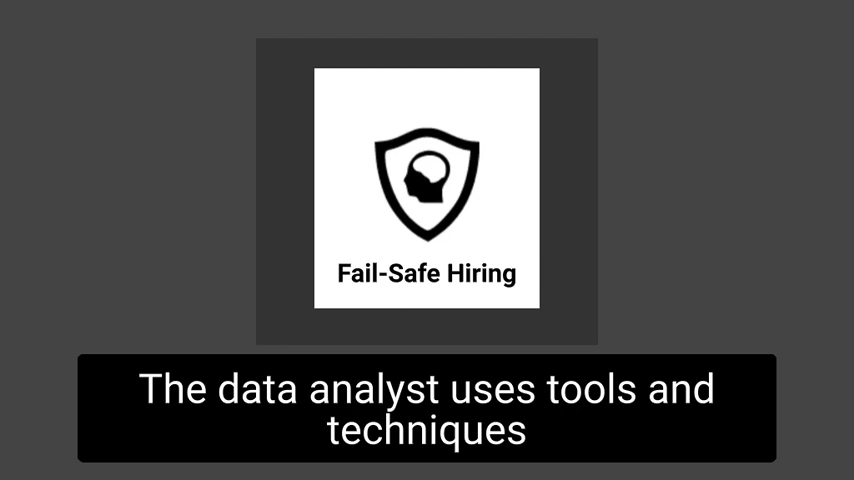 Fail-Safe Hiring
The data analyst uses tools and
techniques